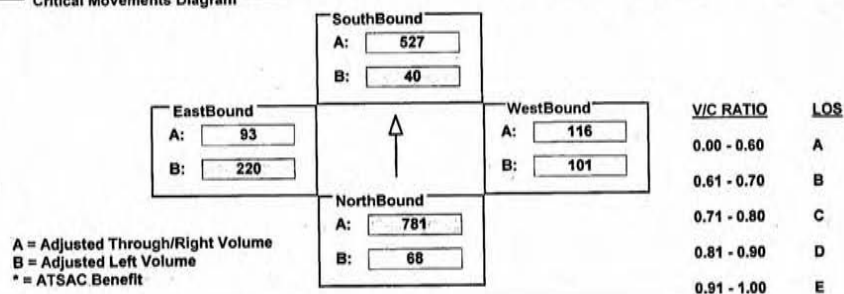 Critical Movements Diagram
SouthBound
A: 527
B: 40
EastBound
A: 93
B: 220
WestBound
A: 116
B: 101
NorthBound
A: 781
B: 68
A = Adjusted Through/Right Volume
B = Adjusted Left Volume
* = ATSAC Benefit
V/C RATIO LOS
0.00 - 0.60 A
0.61 - 0.70 B
0.71 - 0.80 C
0.81 - 0.90 D
0.91 - 1.00 E